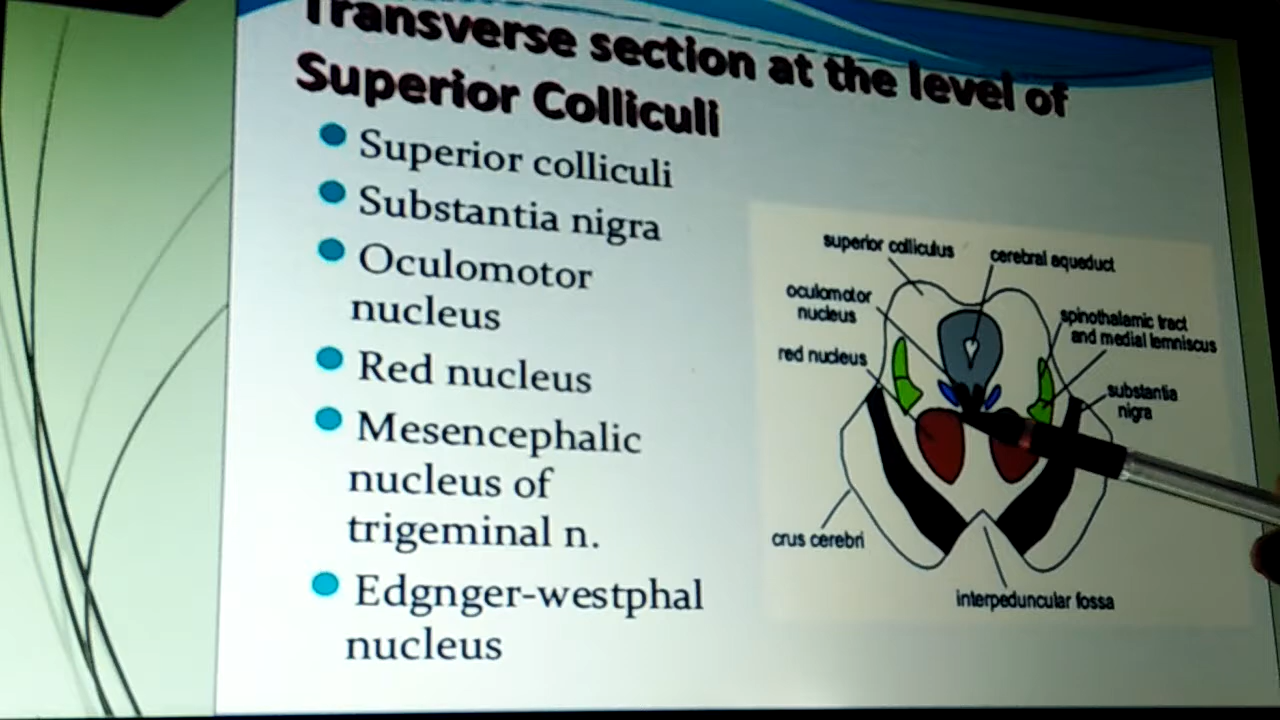 Transverse section at the level of
Superior Colliculi
Superior colliculi
Substantia nigra
Oculomotor
nucleus
Red nucleus
Mesencephalic
nucleus of
trigeminal n.
Edgnger-westphal
nucleus
superior colliculus
cerebral aqueduct
oculomotor
nucleus
spinothalamic tract
and medial lemniscus
red nucleus
substantia
nigra
crus cerebri
interpeduncular fossa